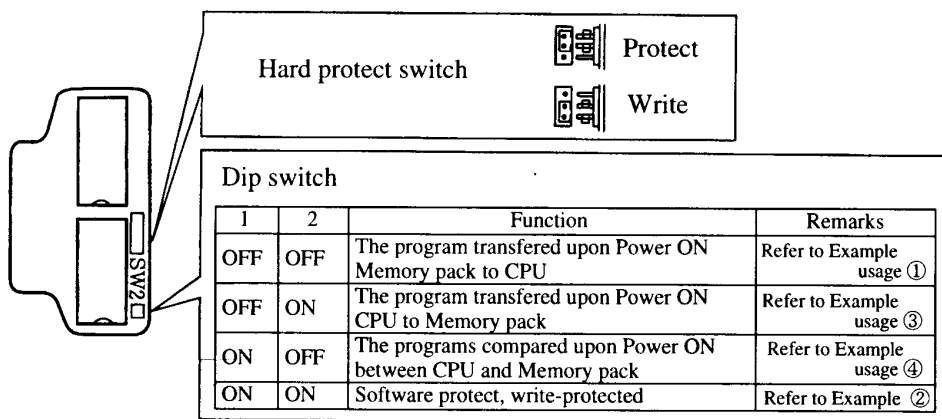 Hard protect switch
Protect
Write
SW2
Dip switch
1 2 Function Remarks
OFF OFF The program transfered upon Power ON
Memory pack to CPU
Refer to Example
usage ①
OFF ON The program transfered upon Power ON
CPU to Memory pack
Refer to Example
usage ③
ON OFF The programs compared upon Power ON
between CPU and Memory pack
Refer to Example
usage ④
ON ON Software protect, write-protected Refer to Example ②